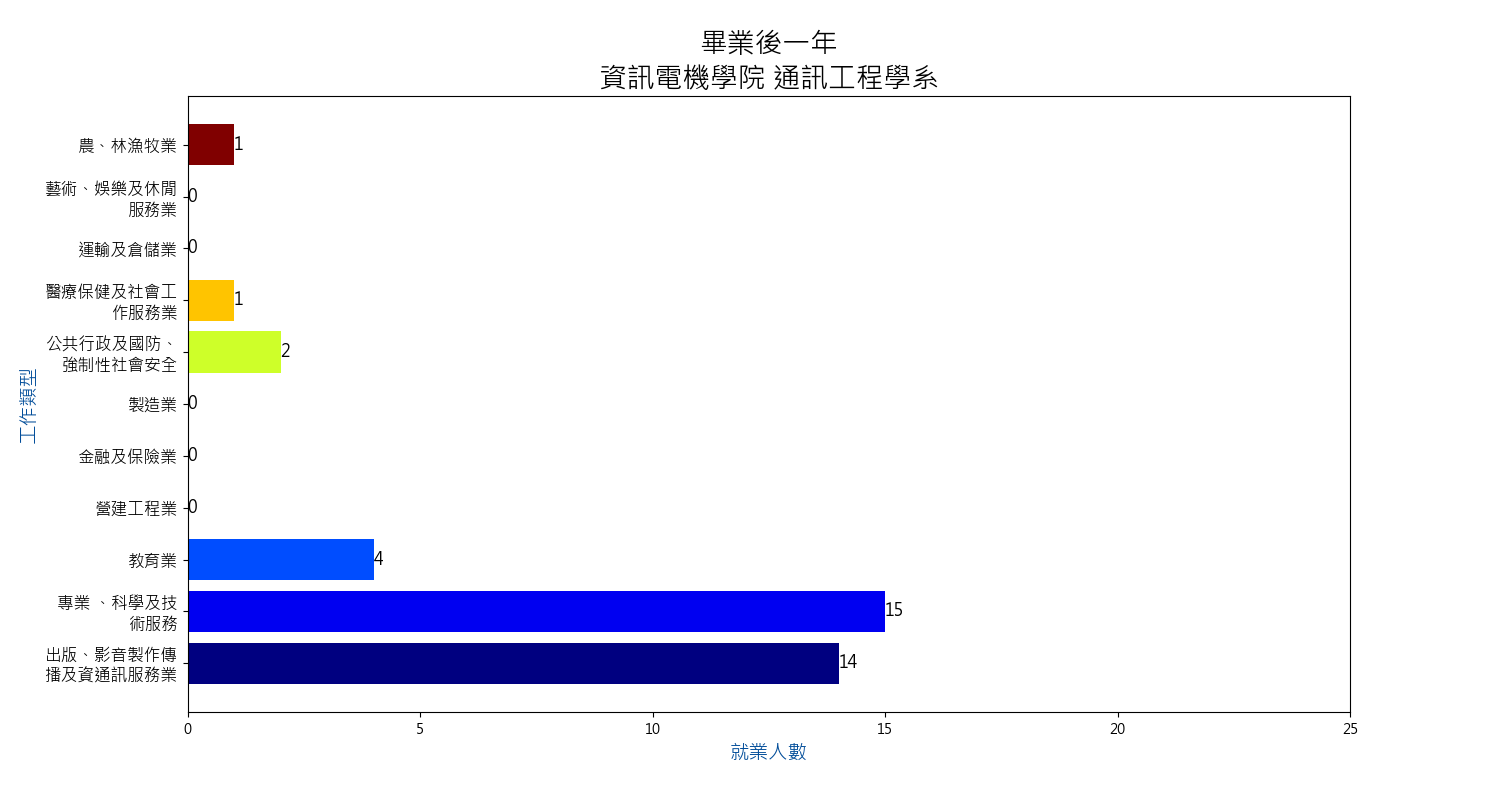 畢業後一年
資訊電機學院 通訊工程學系
農、林漁牧業
1
藝術、娛樂及休閒
服務業
0
運輸及倉儲業
0
醫療保健及社會工
作服務業
1
公共行政及國防、
強制性社會安全
2
製造業
0
金融及保險業
0
營建工程業
0
教育業
4
專業 、科學及技
術服務
15
出版、影音製作傳
播及資通訊服務業
14
工作類型
0 5 10 15 20 25
就業人數